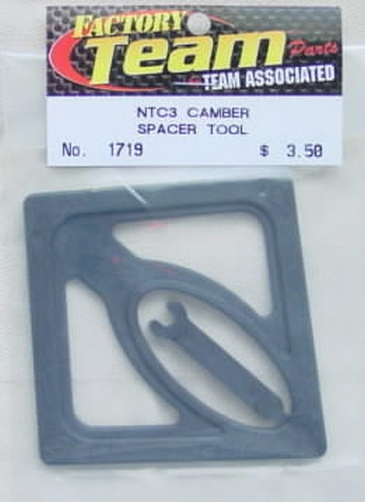 FACTORY
Team Parts
TEAM ASSOCIATED
NTC3 CAMBER
SPACER TOOL
No. 1719 $ 3.50